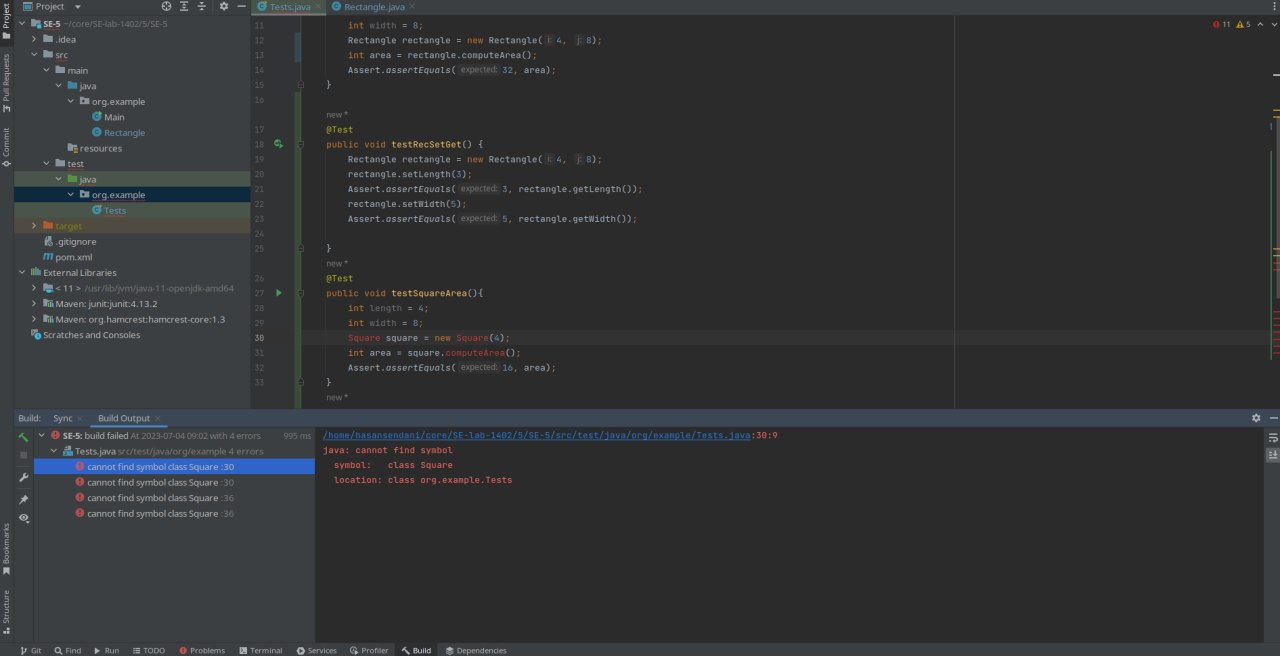 Project
Tests.java
Rectangle.java
SE-5 ~/core/SE-lab-1402/5/SE-5
.idea
src
main
java
org.example
Main
Rectangle
resources
test
java
org.example
Tests
target
.gitignore
pom.xml
External Libraries
< 11 > /usr/lib/jvm/java-11-openjdk-amd64
Maven: junit:junit:4.13.2
Maven: org.hamcrest:hamcrest-core:1.3
Scratches and Consoles
Project
Pull Requests
Commit
Bookmarks
Structure
11 5
11 int width = 8;
12 Rectangle rectangle = new Rectangle( i: 4, j: 8);
13 int area = rectangle.computeArea();
14 Assert.assertEquals( expected: 32, area);
15 }
16
new *
17 @Test
18 public void testRecSetGet() {
19 Rectangle rectangle = new Rectangle( i: 4, j: 8);
20 rectangle.setLength(3);
21 Assert.assertEquals( expected: 3, rectangle.getLength());
22 rectangle.setWidth(5);
23 Assert.assertEquals( expected: 5, rectangle.getWidth());
24
25 }
new *
26 @Test
27 public void testSquareArea(){
28 int length = 4;
29 int width = 8;
30 Square square = new Square(4);
31 int area = square.computeArea();
32 Assert.assertEquals( expected: 16, area);
33 }
new *
Build: Sync Build Output
SE-5: build failed At 2023-07-04 09:02 with 4 errors 995 ms
Tests.java src/test/java/org/example 4 errors
cannot find symbol class Square :30
cannot find symbol class Square :30
cannot find symbol class Square :36
cannot find symbol class Square :36
/home/hasansendani/core/SE-lab-1402/5/SE-5/src/test/java/org/example/Tests.java:30:9
java: cannot find symbol
symbol: class Square
location: class org.example.Tests
Git Find Run TODO Problems Terminal Services Profiler Build Dependencies